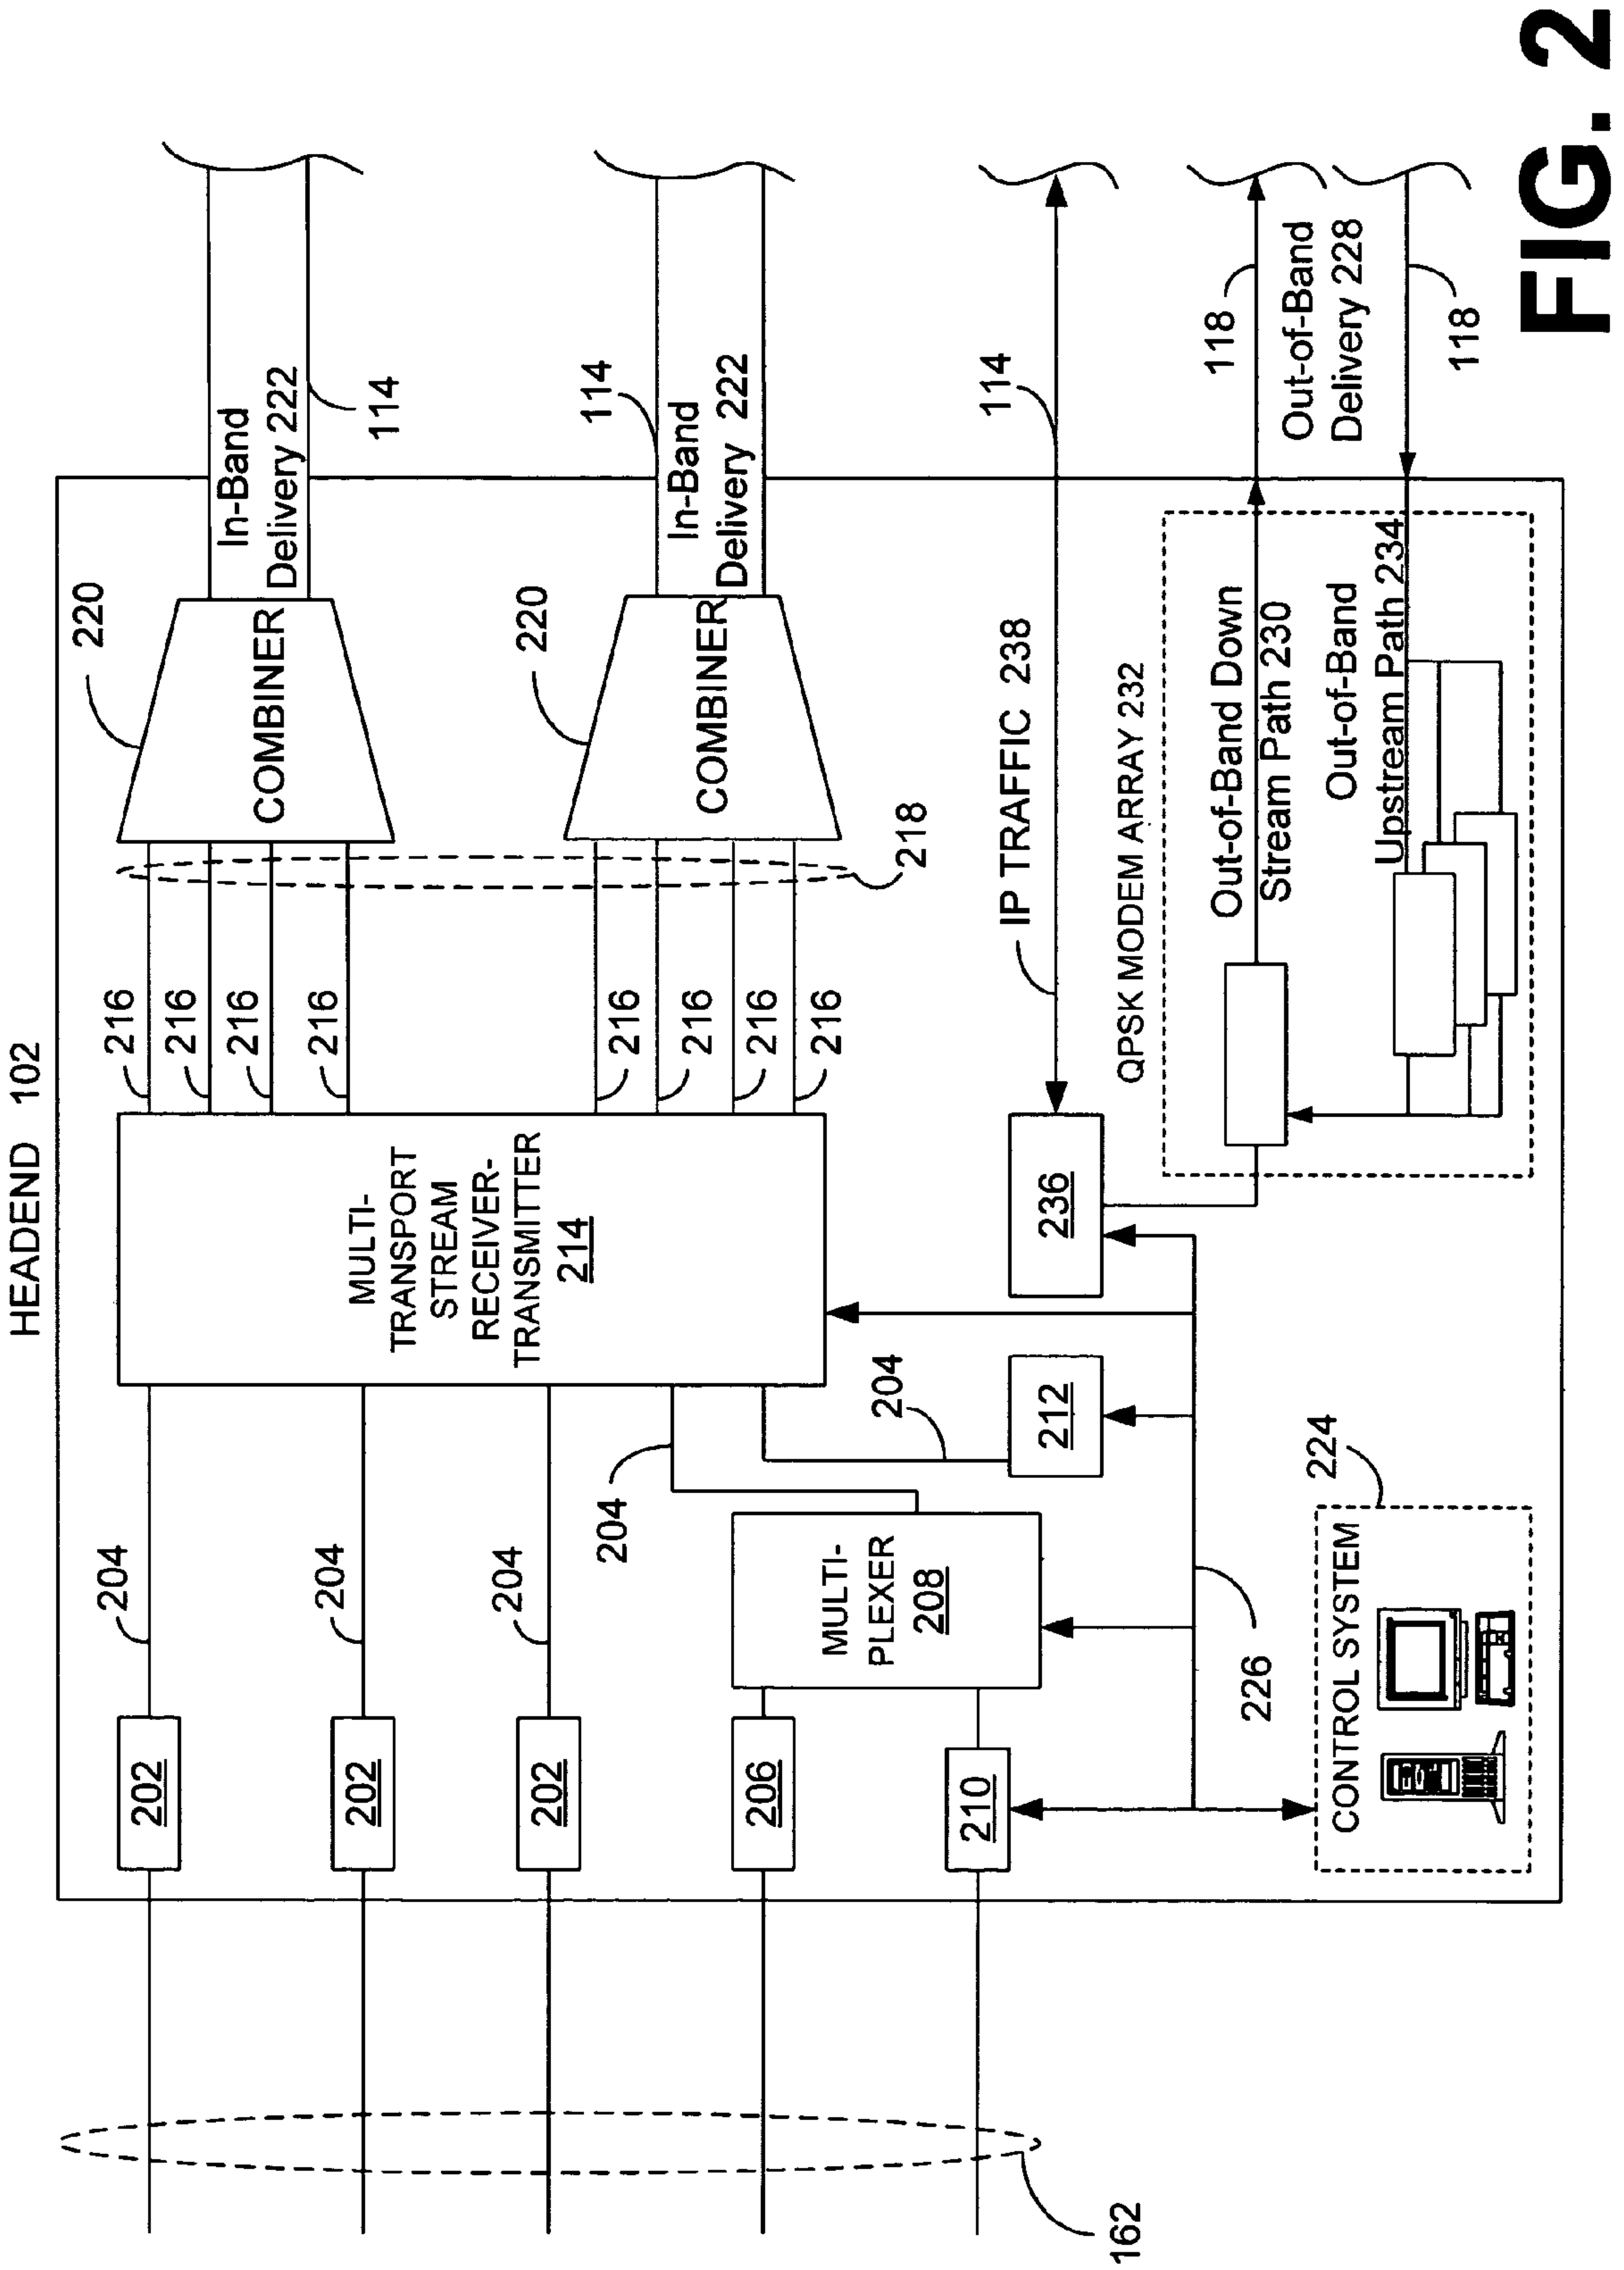 HEADEND 102
220
220
COMBINER
COMBINER
In-Band
Delivery 222
114
In-Band
Delivery 222
114
218
216
216
216
216
216
216
216
216
MULTI-
TRANSPORT
STREAM
RECEIVER-
TRANSMITTER
214
204
204
204
204
204
202
202
202
206
210
162
MULTI-
PLEXER
208
212
236
IP TRAFFIC 238
114
QPSK MODEM ARRAY 232
Out-of-Band Down
Stream Path 230
Out-of-Band
Upstream Path 234
118
Out-of-Band
Delivery 228
118
226
224
CONTROL SYSTEM
FIG. 2